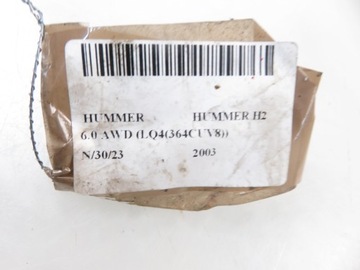 HUMMER HUMMER H2
6.0 AWD (LQ4(364CUV8))
N/30/23 2003